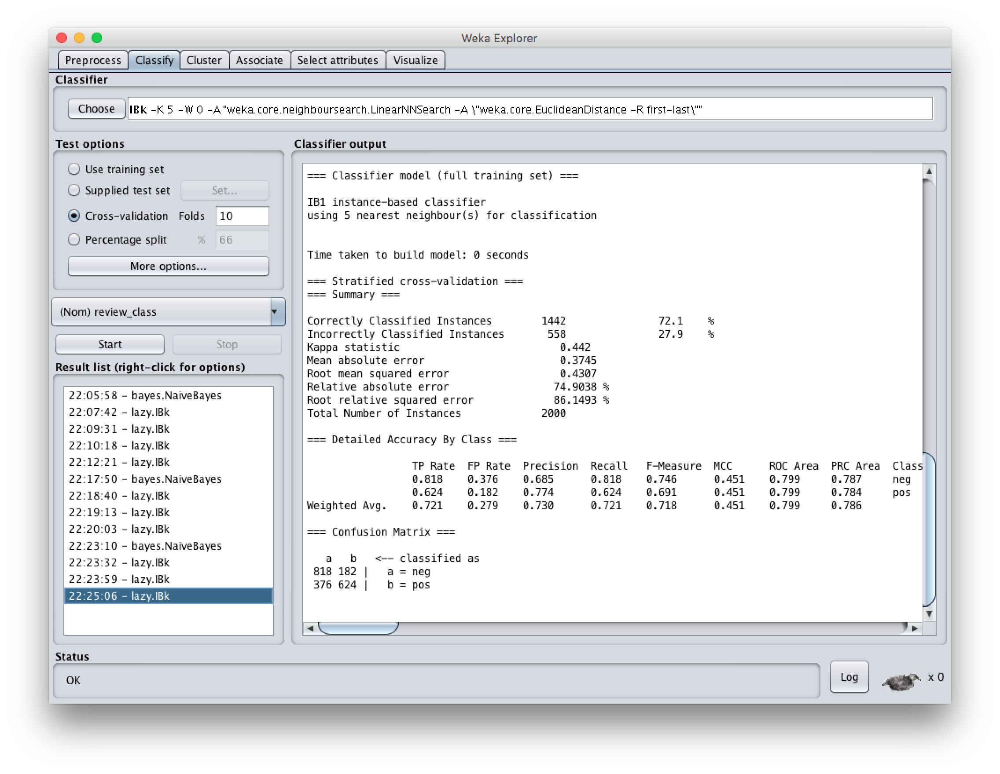 Weka Explorer
Preprocess Classify Cluster Associate Select attributes Visualize
Classifier
Choose IBk -K 5 -W 0 -A "weka.core.neighboursearch.LinearNNSearch -A \"weka.core.EuclideanDistance -R first-last\""
Test options
Use training set
Supplied test set Set...
Cross-validation Folds 10
Percentage split % 66
More options...
(Nom) review_class
Start Stop
Result list (right-click for options)
22:05:58 - bayes.NaiveBayes
22:07:42 - lazy.IBk
22:09:31 - lazy.IBk
22:10:18 - lazy.IBk
22:12:21 - lazy.IBk
22:17:50 - bayes.NaiveBayes
22:18:40 - lazy.IBk
22:19:13 - lazy.IBk
22:20:03 - lazy.IBk
22:23:10 - bayes.NaiveBayes
22:23:32 - lazy.IBk
22:23:59 - lazy.IBk
22:25:06 - lazy.IBk
Classifier output
=== Classifier model (full training set) ===
IB1 instance-based classifier
using 5 nearest neighbour(s) for classification
Time taken to build model: 0 seconds
=== Stratified cross-validation ===
=== Summary ===
Correctly Classified Instances 1442 72.1 %
Incorrectly Classified Instances 558 27.9 %
Kappa statistic 0.442
Mean absolute error 0.3745
Root mean squared error 0.4307
Relative absolute error 74.9038 %
Root relative squared error 86.1493 %
Total Number of Instances 2000
=== Detailed Accuracy By Class ===
TP Rate FP Rate Precision Recall F-Measure MCC ROC Area PRC Area Class
0.818 0.376 0.685 0.818 0.746 0.451 0.799 0.787 neg
0.624 0.182 0.774 0.624 0.691 0.451 0.799 0.784 pos
Weighted Avg. 0.721 0.279 0.730 0.721 0.718 0.451 0.799 0.786
=== Confusion Matrix ===
a b <-- classified as
818 182 | a = neg
376 624 | b = pos
Status
OK
Log
x 0